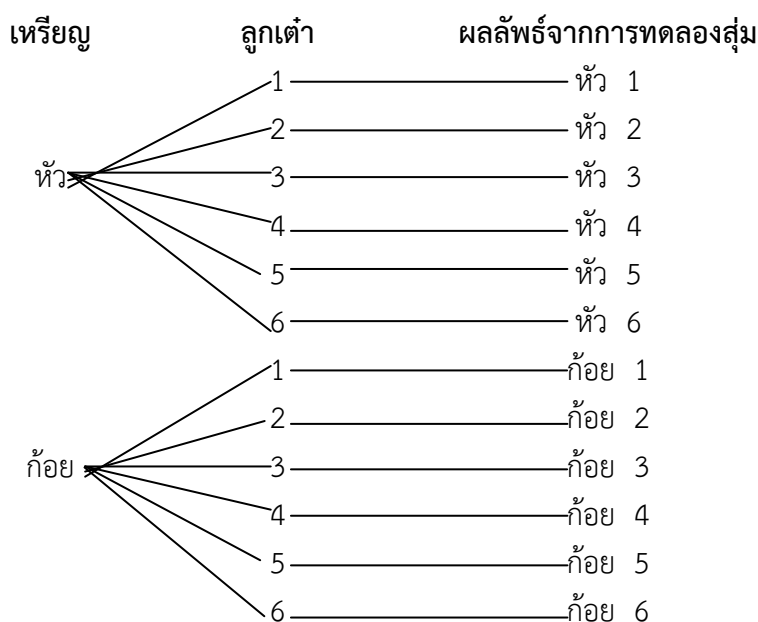 เหรียญ ลูกเต๋า ผลลัพธ์จากการทดลองสุ่ม
1 หัว 1
2 หัว 2
หัว 3 หัว 3
4 หัว 4
5 หัว 5
6 หัว 6
1 ก้อย 1
2 ก้อย 2
ก้อย 3 ก้อย 3
4 ก้อย 4
5 ก้อย 5
6 ก้อย 6